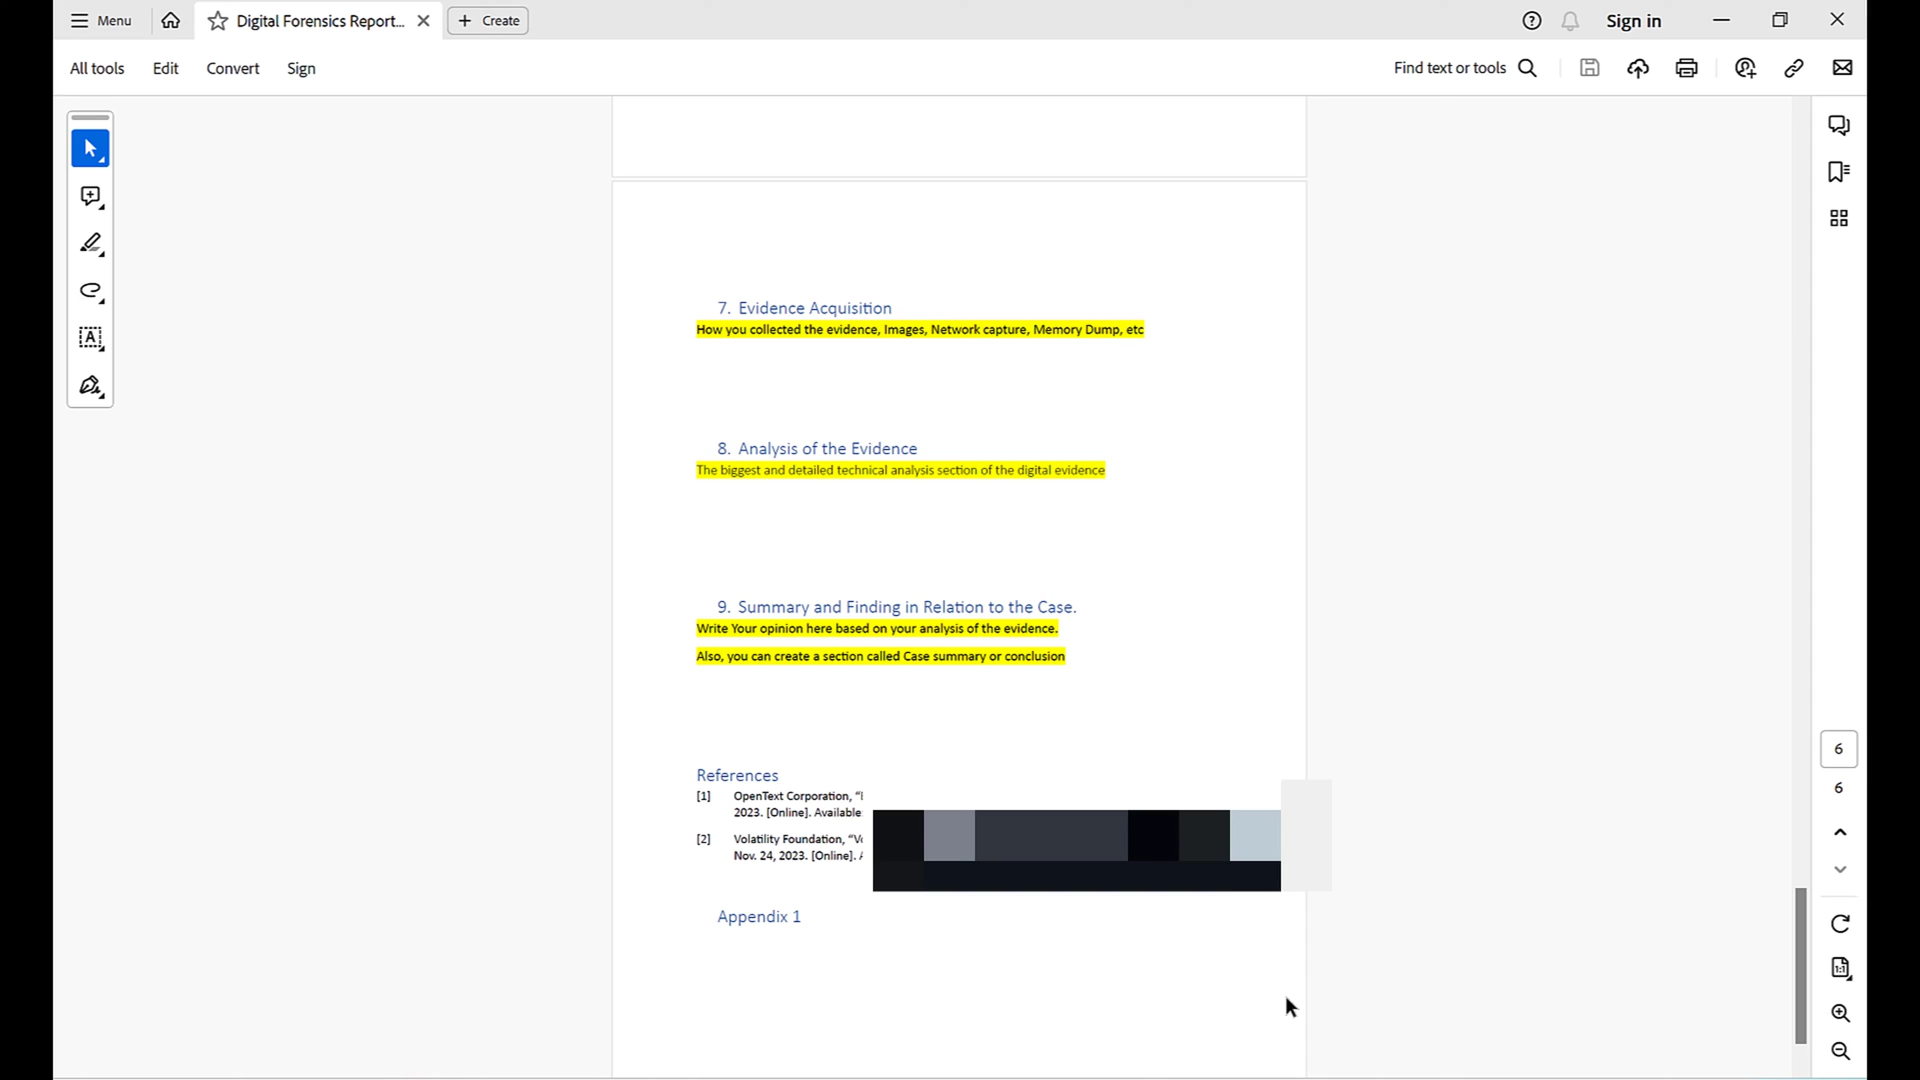 Menu
Digital Forensics Report...
Create
Sign in
All tools
Edit
Convert
Sign
Find text or tools
7. Evidence Acquisition
How you collected the evidence, Images, Network capture, Memory Dump, etc
8. Analysis of the Evidence
The biggest and detailed technical analysis section of the digital evidence
9. Summary and Finding in Relation to the Case.
Write Your opinion here based on your analysis of the evidence.
Also, you can create a section called Case summary or conclusion
References
[1] OpenText Corporation, “
2023. [Online]. Available
[2] Volatility Foundation, “
Nov. 24, 2023. [Online].
Appendix 1
6
6
1:1